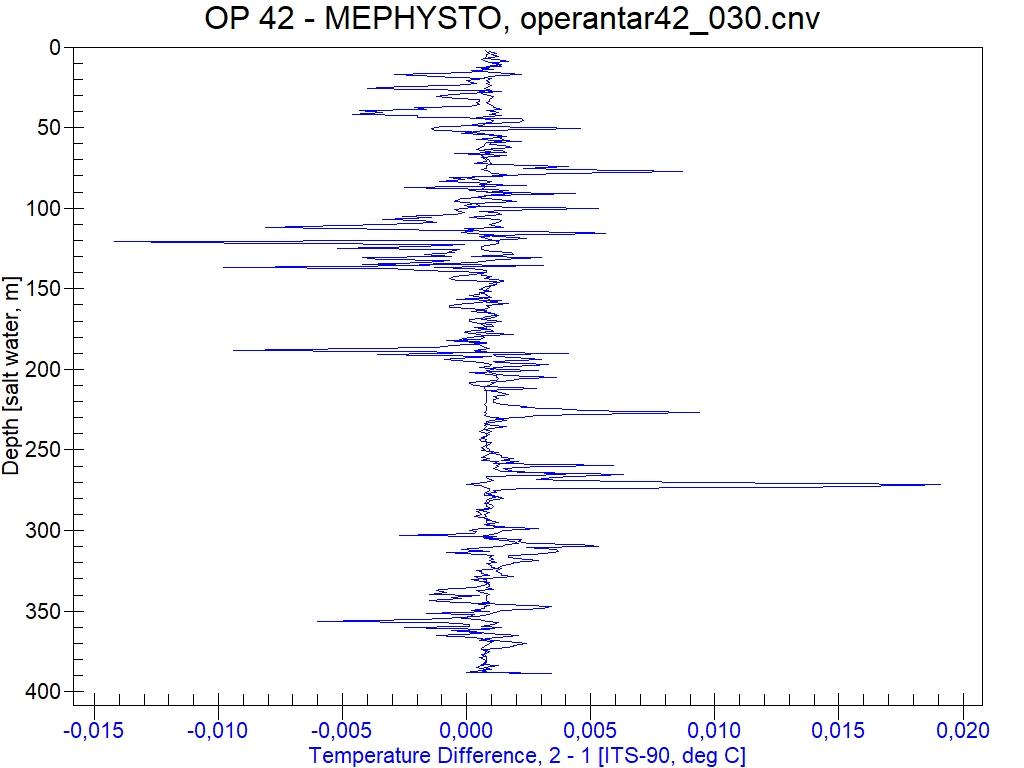 OP 42 - MEPHYSTO, operantar42_030.cnv
0
50
100
150
200
250
300
350
400
Depth [salt water, m]
-0,015 -0,010 -0,005 0,000 0,005 0,010 0,015 0,020
Temperature Difference, 2 - 1 [ITS-90, deg C]